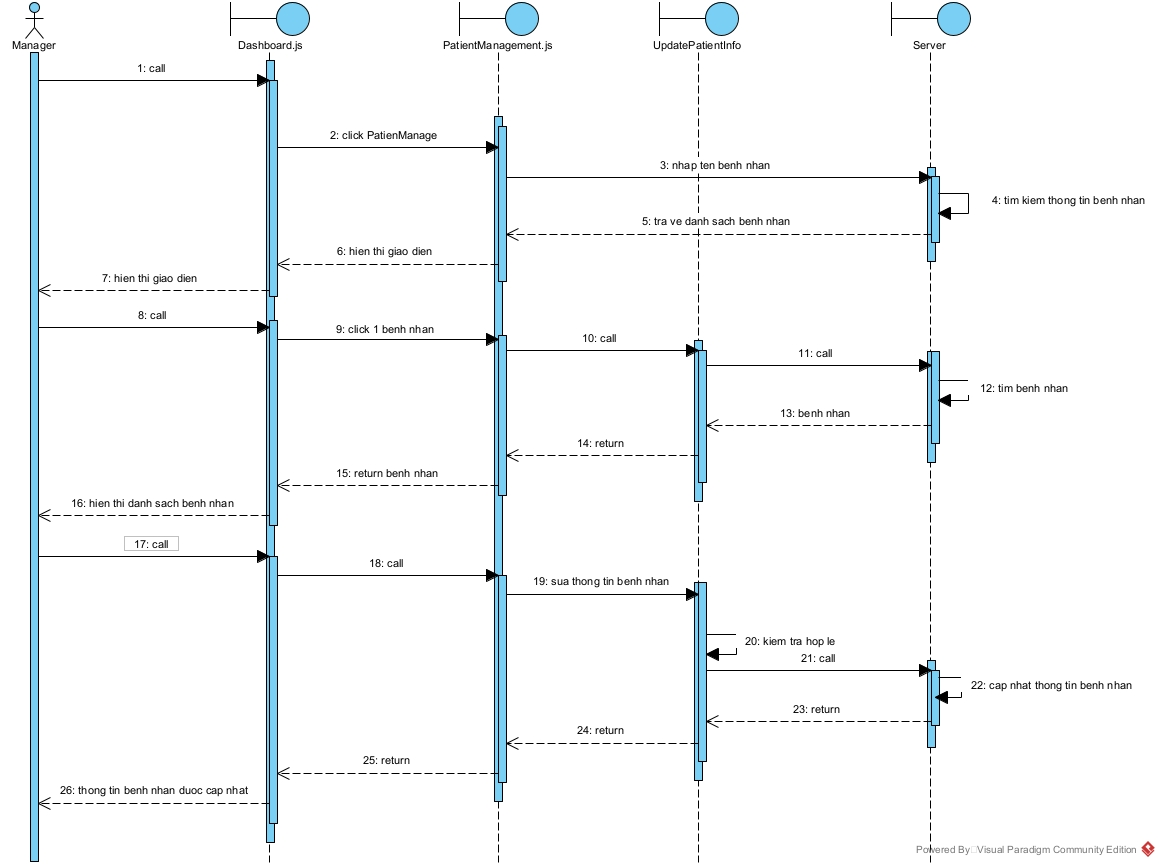 Manager
Dashboard.js
PatientManagement.js
UpdatePatientInfo
Server
1: call
2: click PatienManage
3: nhap ten benh nhan
4: tim kiem thong tin benh nhan
5: tra ve danh sach benh nhan
6: hien thi giao dien
7: hien thi giao dien
8: call
9: click 1 benh nhan
10: call
11: call
12: tim benh nhan
13: benh nhan
14: return
15: return benh nhan
16: hien thi danh sach benh nhan
17: call
18: call
19: sua thong tin benh nhan
20: kiem tra hop le
21: call
22: cap nhat thong tin benh nhan
23: return
24: return
25: return
26: thong tin benh nhan duoc cap nhat
Powered By Visual Paradigm Community Edition